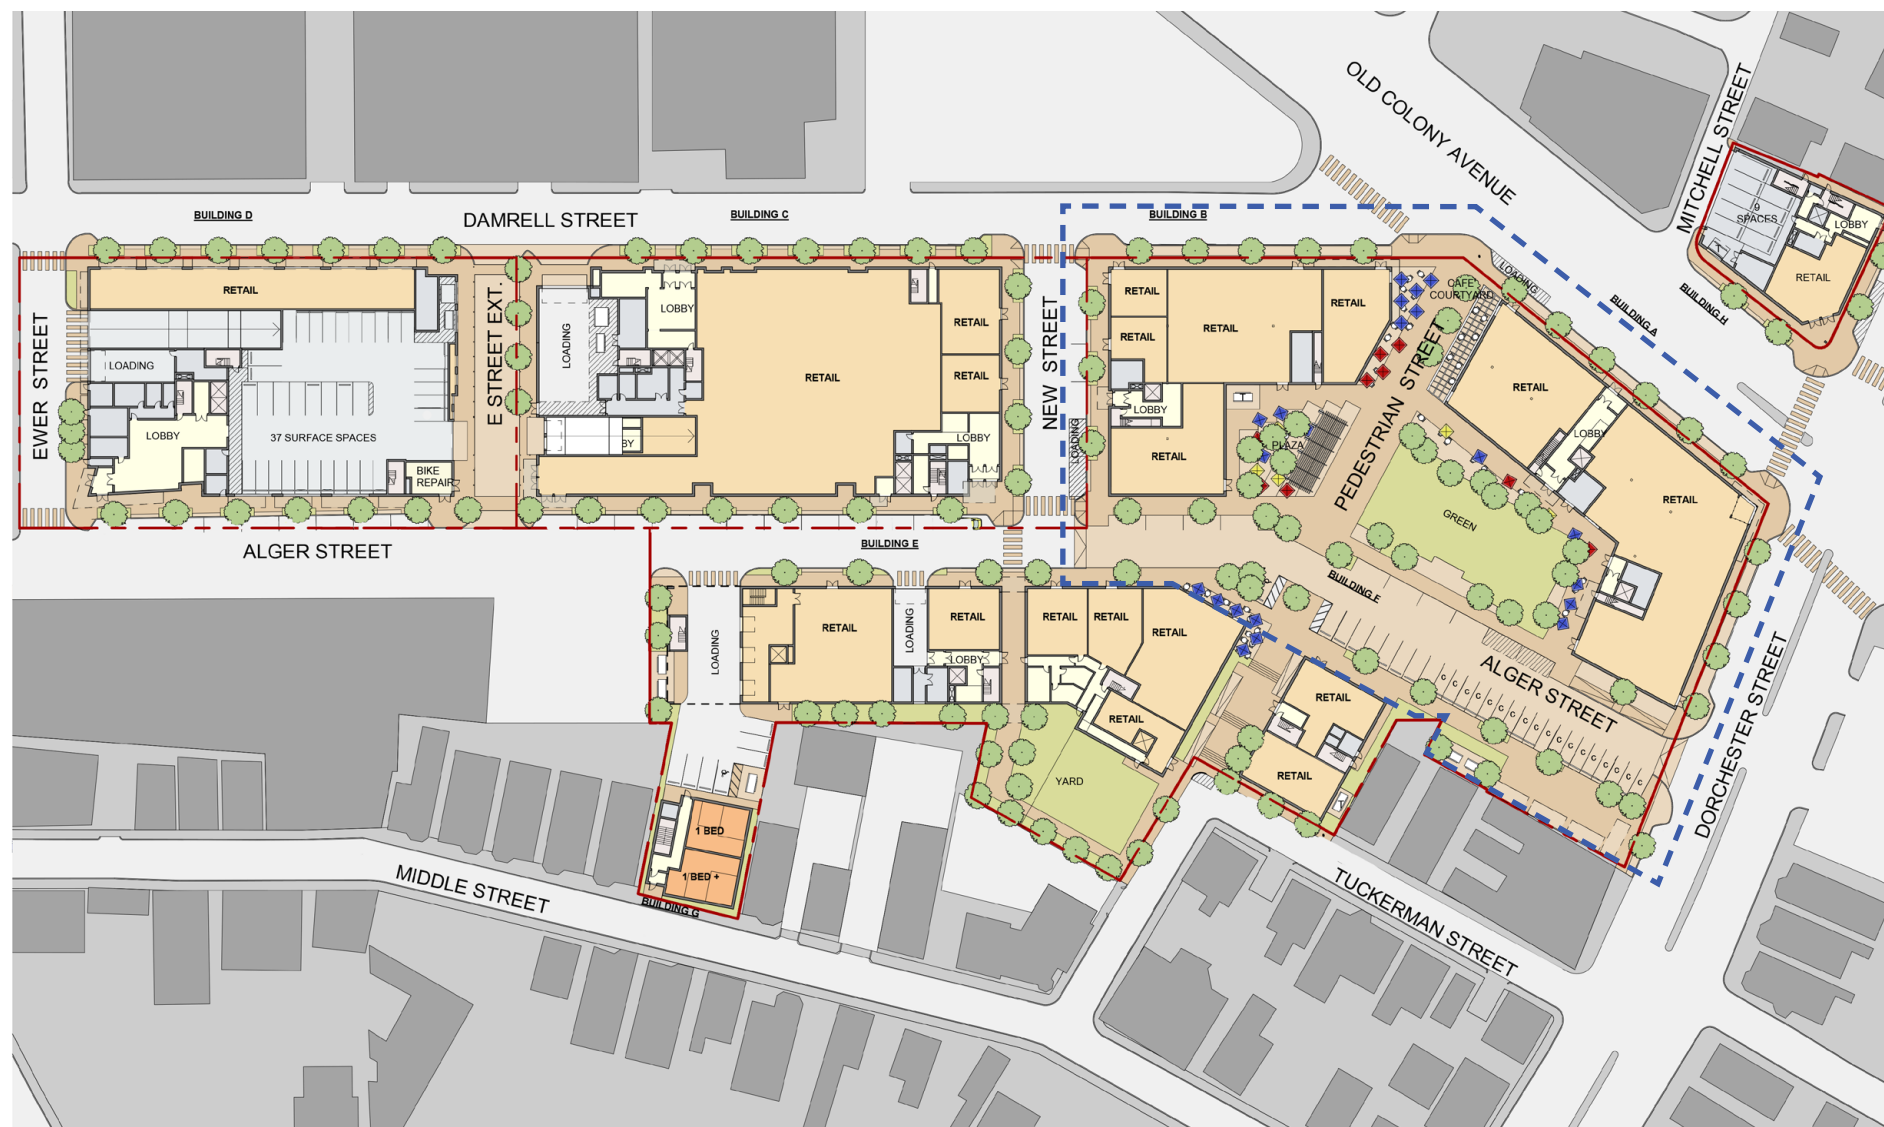 OLD COLONY AVENUE
MITCHELL STREET
BUILDING D
DAMRELL STREET
BUILDING C
BUILDING B
9
SPACES
LOBBY
RETAIL
BUILDING H
BUILDING A
LOADING
CAFE
COURTYARD
EWER STREET
RETAIL
LOADING
LOBBY
37 SURFACE SPACES
BIKE
REPAIR
E STREET EXT.
LOADING
LOBBY
BY
RETAIL
RETAIL
RETAIL
LOBBY
NEW STREET
LOADING
RETAIL
RETAIL
RETAIL
RETAIL
LOBBY
RETAIL
T
PLAZA
PEDESTRIAN STREET
GREEN
RETAIL
LOBBY
RETAIL
ALGER STREET
BUILDING E
BUILDING F
LOADING
RETAIL
LOADING
RETAIL
LOBBY
RETAIL
RETAIL
RETAIL
RETAIL
YARD
RETAIL
RETAIL
T
ALGER STREET
C C C C C C C C C C C C C C C
DORCHESTER STREET
1 BED
1 BED +
BUILDING G
MIDDLE STREET
TUCKERMAN STREET